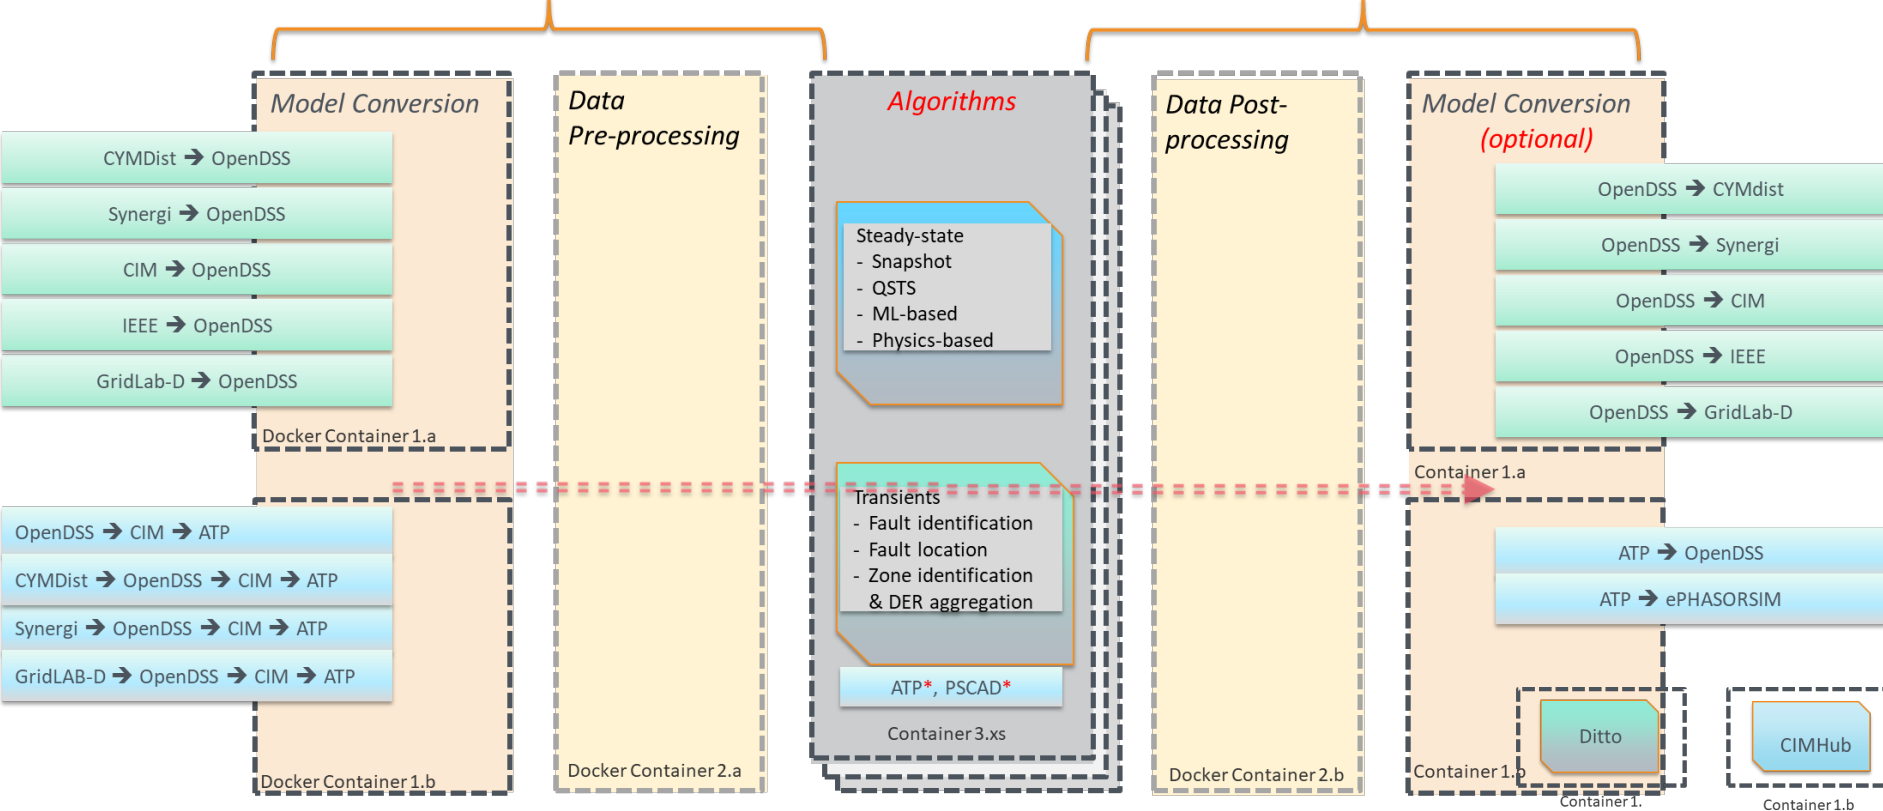 Model Conversion
CYMDist → OpenDSS
Synergi → OpenDSS
CIM → OpenDSS
IEEE → OpenDSS
GridLab-D → OpenDSS
Docker Container 1.a
OpenDSS → CIM → ATP
CYMDist → OpenDSS → CIM → ATP
Synergi → OpenDSS → CIM → ATP
GridLAB-D → OpenDSS → CIM → ATP
Docker Container 1.b
Data
Pre-processing
Docker Container 2.a
Algorithms
Steady-state
- Snapshot
- QSTS
- ML-based
- Physics-based
Transients
- Fault identification
- Fault location
- Zone identification
& DER aggregation
ATP*, PSCAD*
Container 3.xs
Data Post-
processing
Docker Container 2.b
Model Conversion
(optional)
OpenDSS → CYMdist
OpenDSS → Synergi
OpenDSS → CIM
OpenDSS → IEEE
OpenDSS → GridLab-D
Container 1.a
ATP → OpenDSS
ATP → ePHASORSIM
Container 1.b
Ditto
Container 1.
CIMHub
Container 1.b